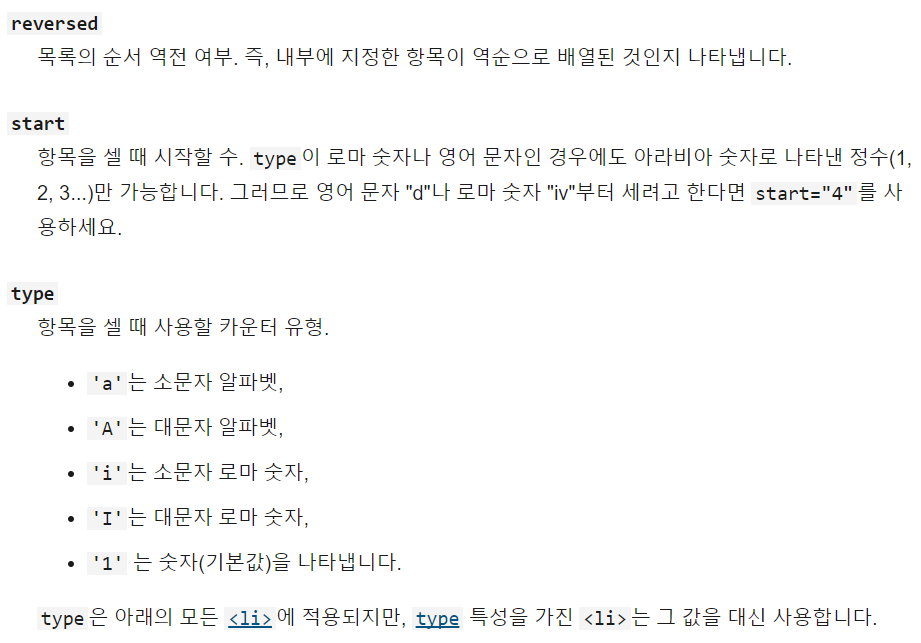 reversed
목록의 순서 역전 여부. 즉, 내부에 지정한 항목이 역순으로 배열된 것인지 나타냅니다.
start
항목을 셀 때 시작할 수. type이 로마 숫자나 영어 문자인 경우에도 아라비아 숫자로 나타낸 정수(1,
2, 3...)만 가능합니다. 그러므로 영어 문자 "d"나 로마 숫자 "iv"부터 세려고 한다면 start="4"를 사
용하세요.
type
항목을 셀 때 사용할 카운터 유형.
• 'a'는 소문자 알파벳,
• 'A'는 대문자 알파벳,
• 'i'는 소문자 로마 숫자,
• 'I'는 대문자 로마 숫자,
• '1' 는 숫자(기본값)을 나타냅니다.
type은 아래의 모든 <li>에 적용되지만, type 특성을 가진 <li>는 그 값을 대신 사용합니다.